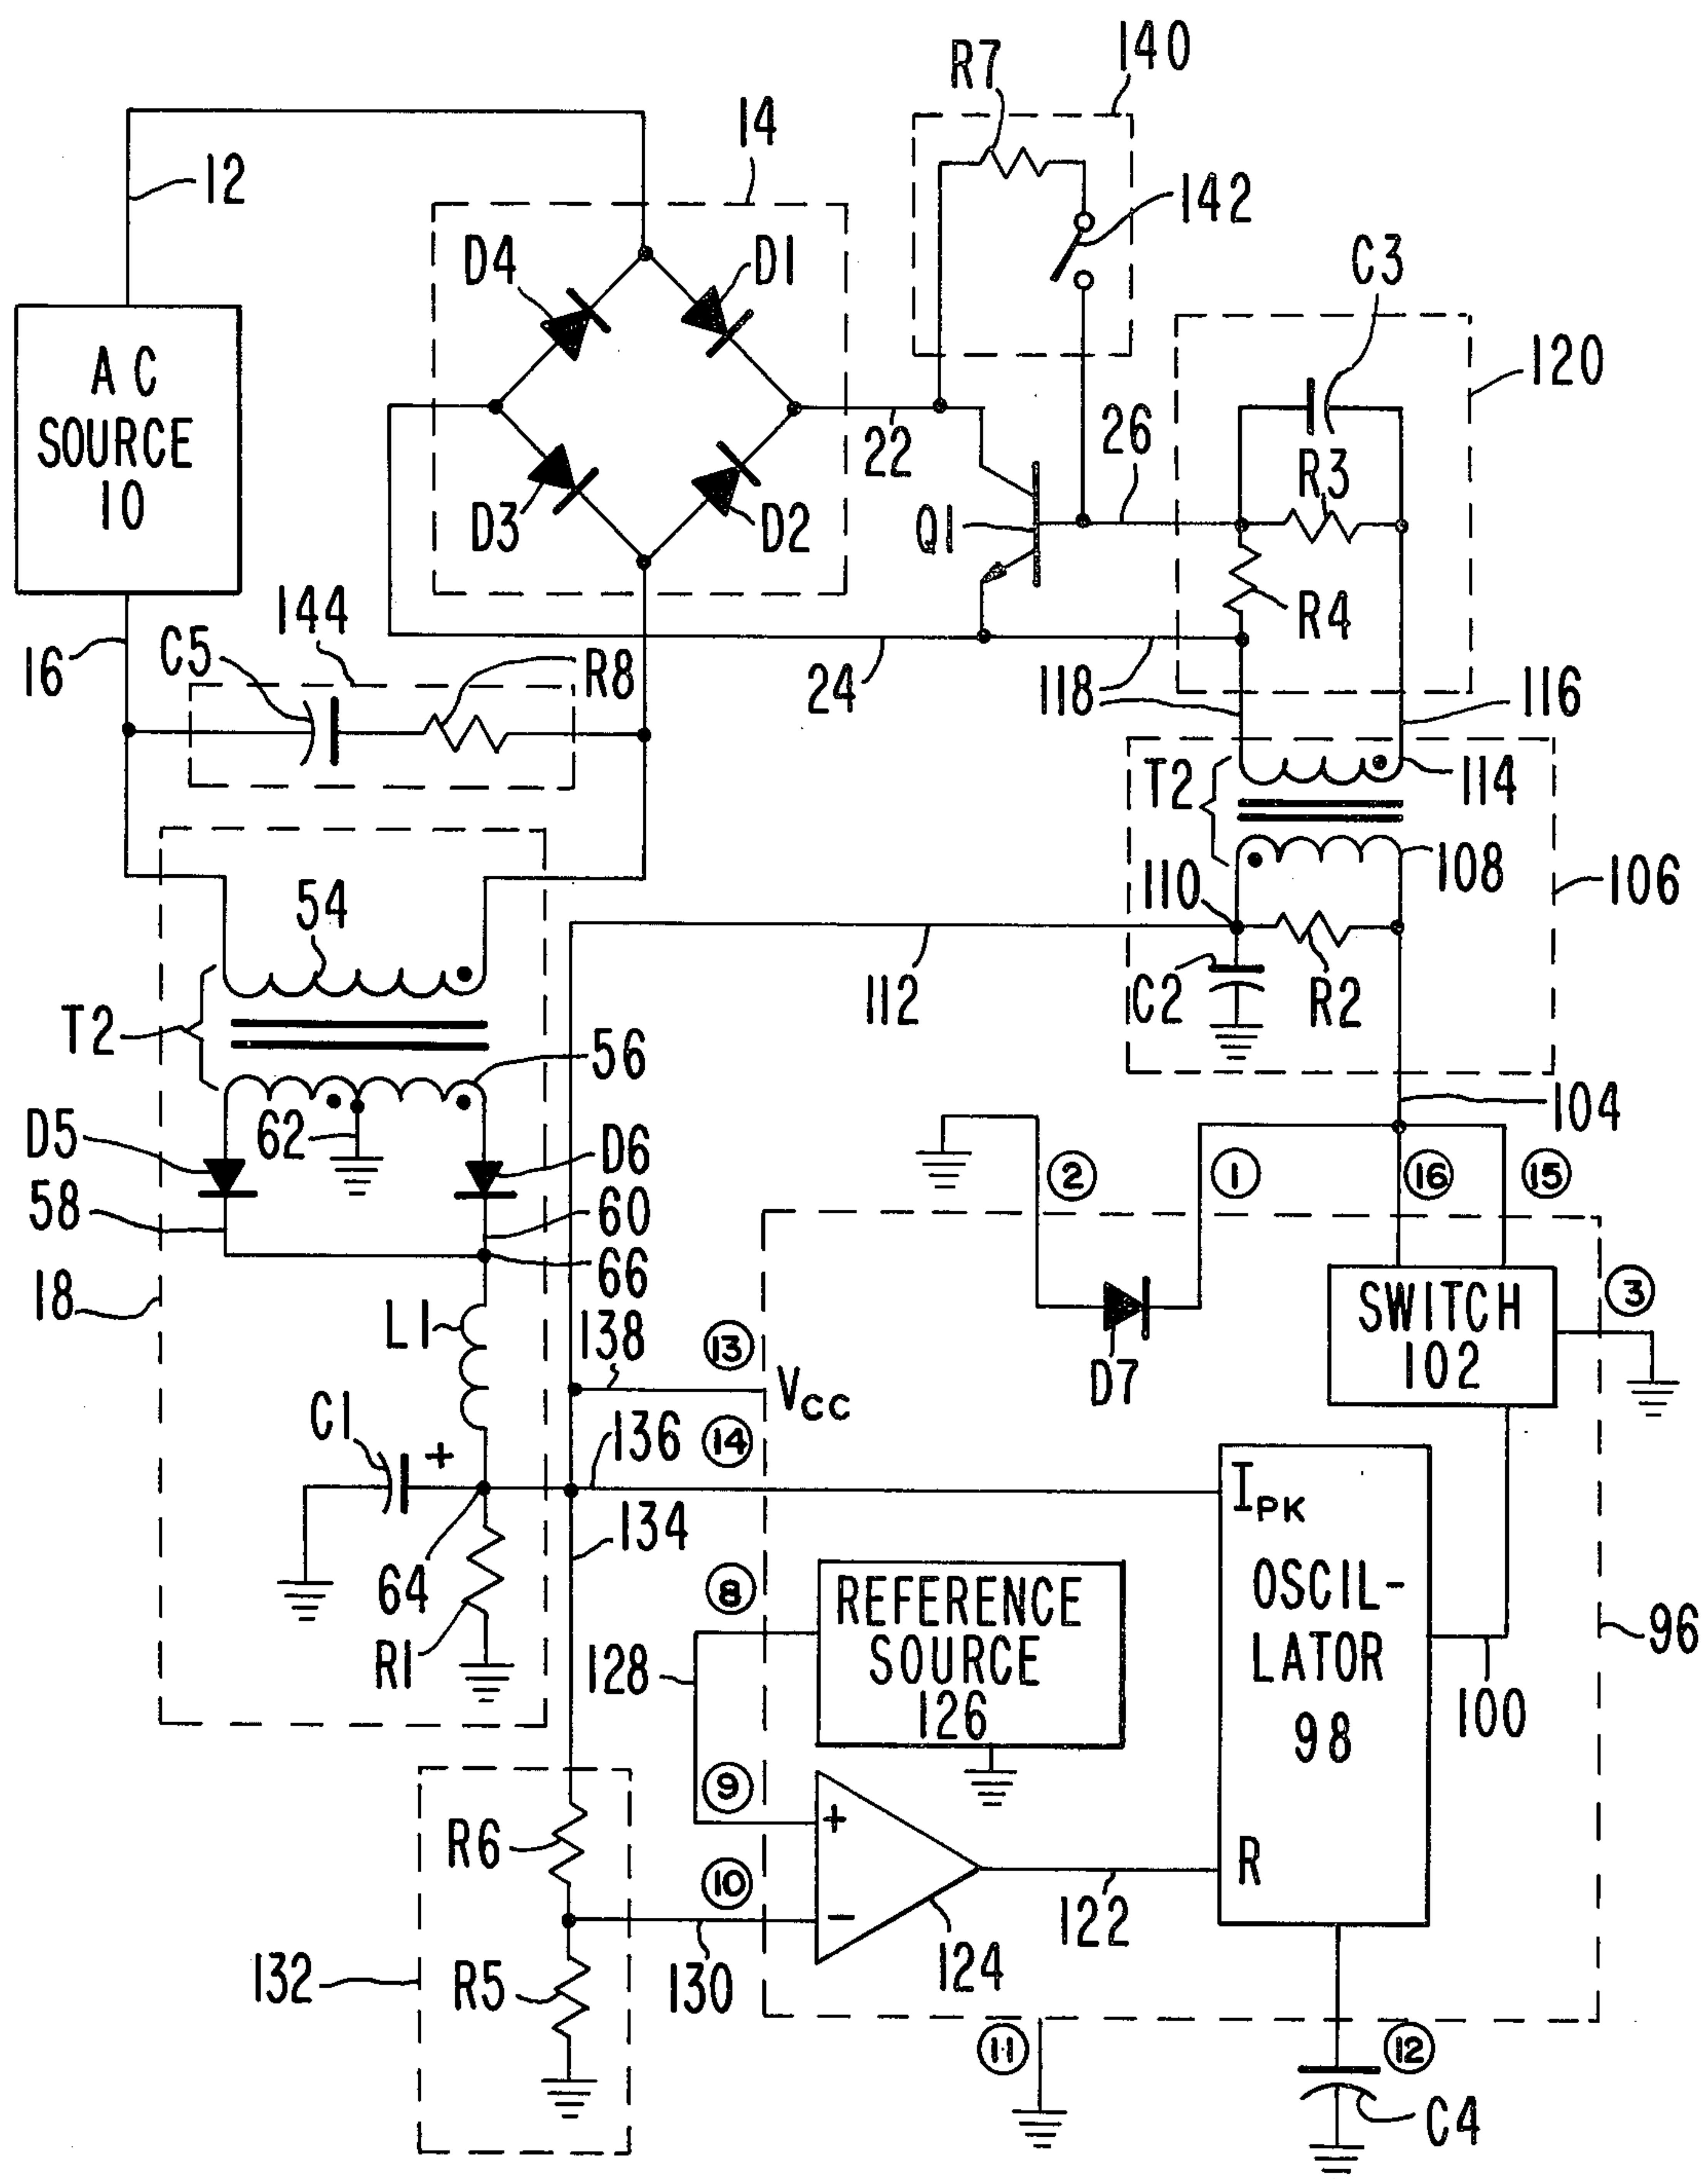 140
R7
14
12
142
D4
D1
C3
AC
SOURCE
10
120
22
26
R3
D3
D2
Q1
R4
144
16
C5
R8
24
118
116
T2
114
54
110
108
106
C2
R2
112
T2
56
104
D5
62
D6
2
1
16
15
58
60
66
18
L1
138
13
D7
SWITCH
102
3
VCC
C1
+
136
14
IPK
134
OSCIL-
LATOR
98
64
8
REFERENCE
SOURCE
126
R1
128
96
100
9
+
R6
10
R
122
−
124
132
R5
130
11
12
C4